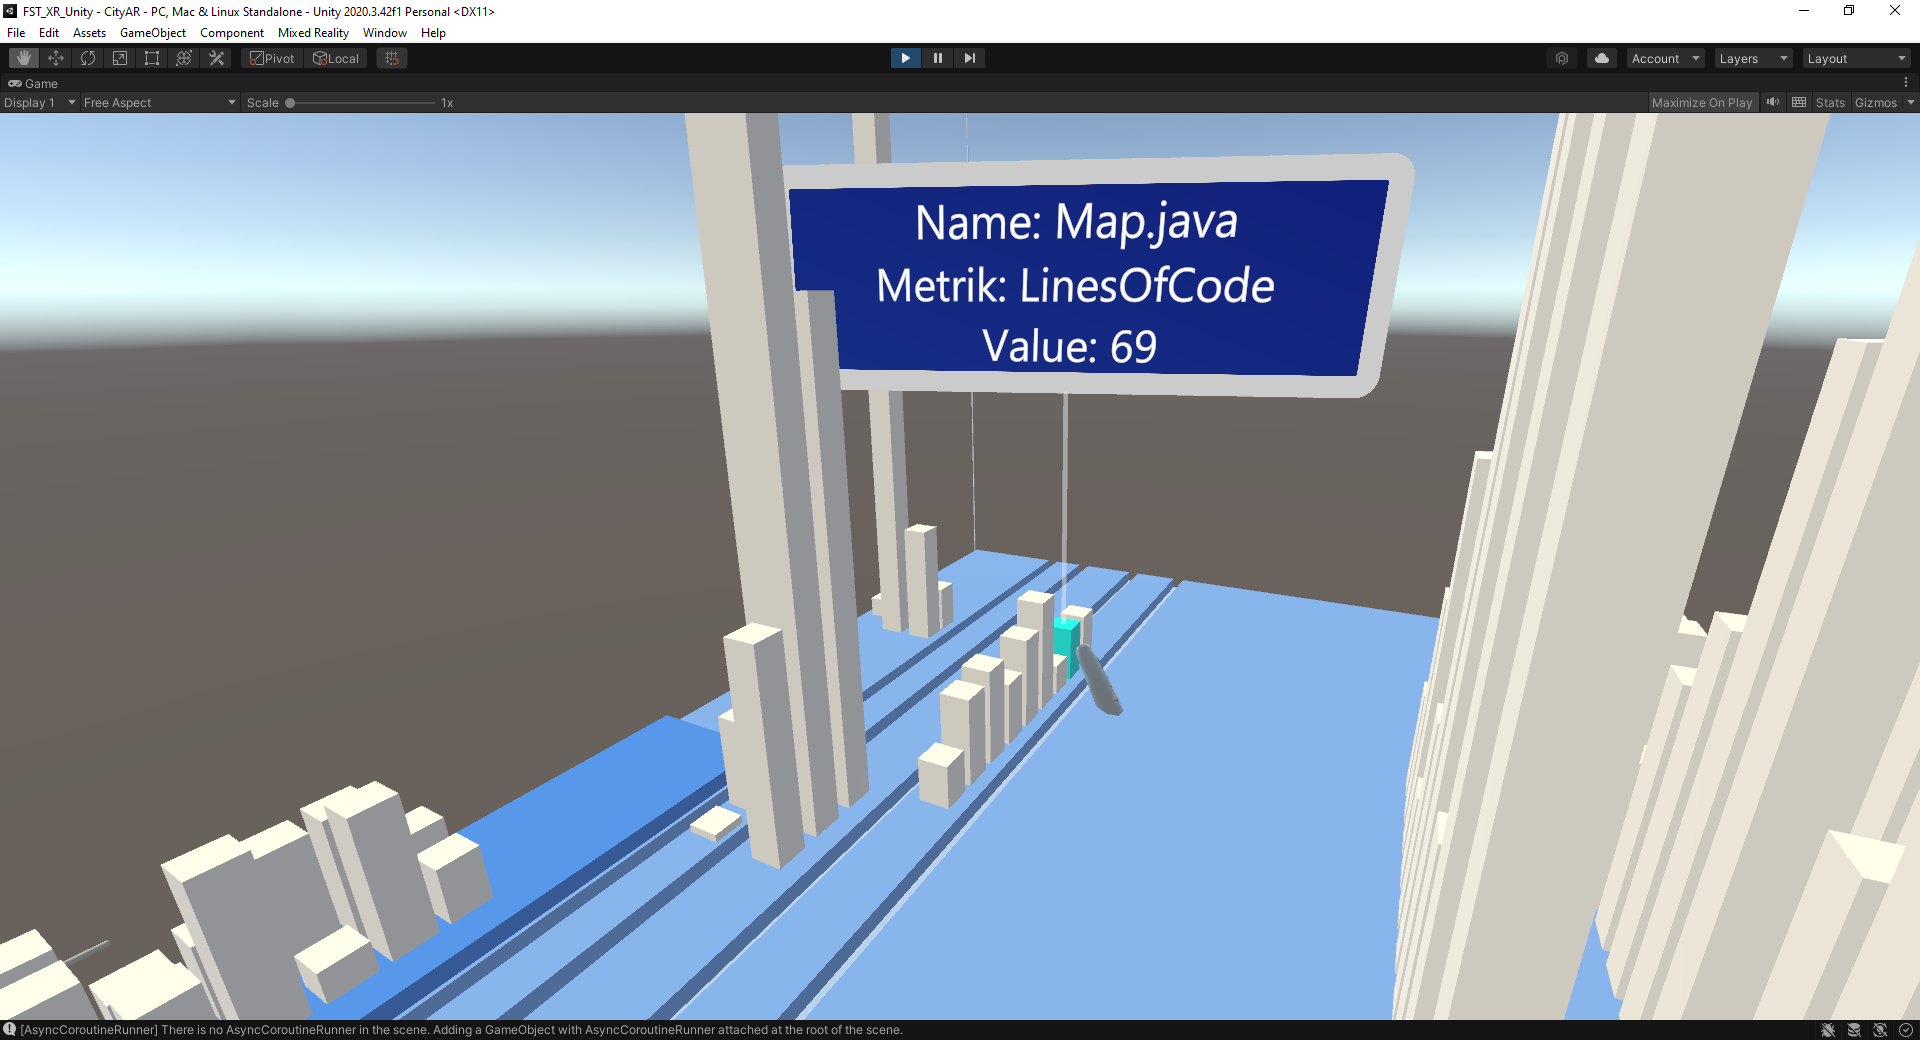 FST_XR_Unity - CityAR - PC, Mac & Linux Standalone - Unity 2020.3.42f1 Personal <DX11>
File Edit Assets GameObject Component Mixed Reality Window Help
Pivot Local Account Layers Layout
Game
Display 1 Free Aspect Scale 1x Maximize On Play Stats Gizmos
Name: Map.java
Metrik: LinesOfCode
Value: 69
[AsyncCoroutineRunner] There is no AsyncCoroutineRunner in the scene. Adding a GameObject with AsyncCoroutineRunner attached at the root of the scene.